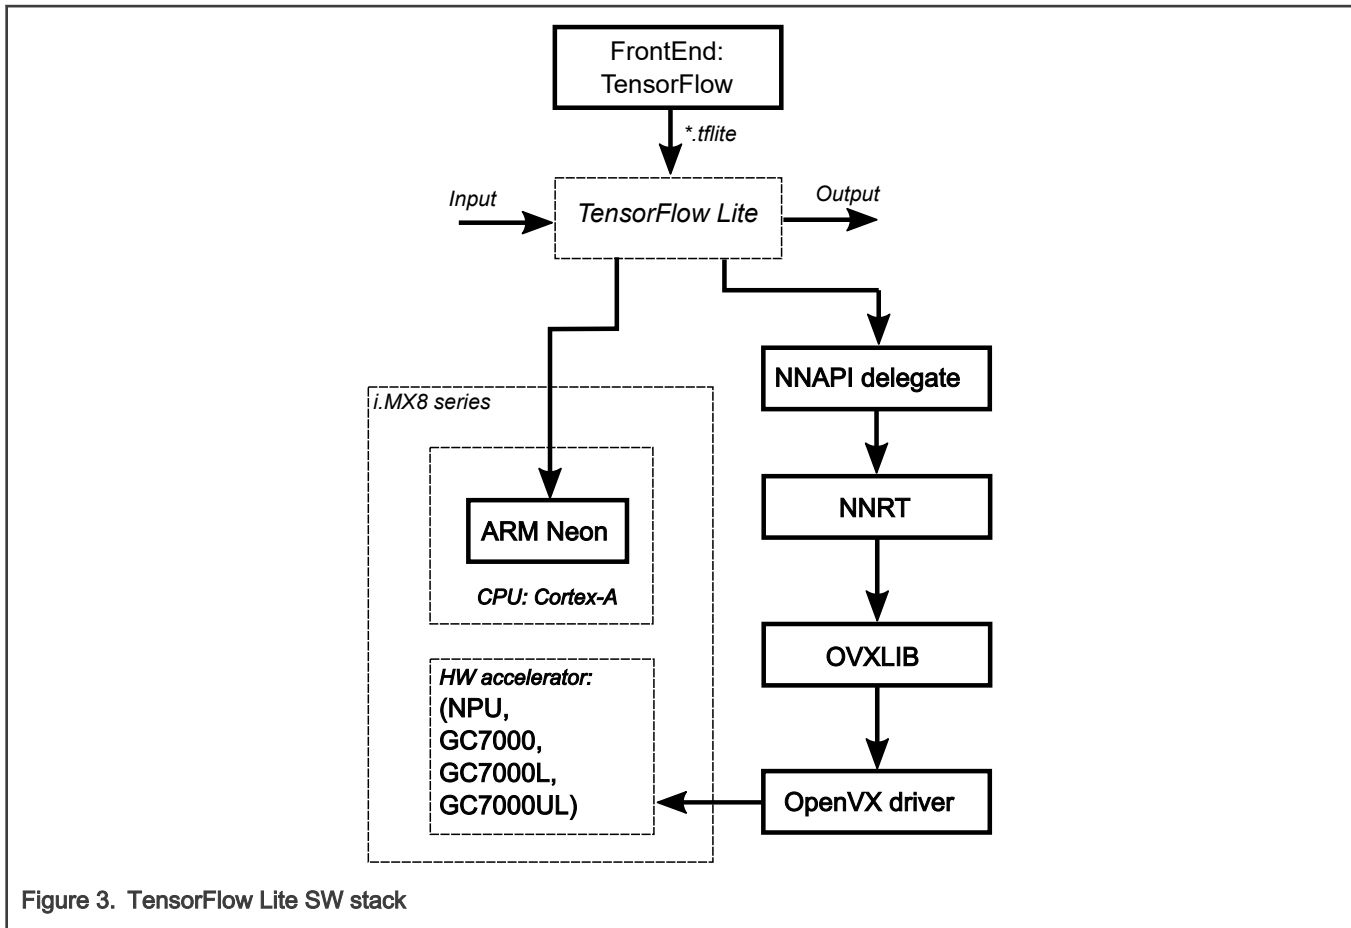 FrontEnd:
TensorFlow
*.tflite
Input
TensorFlow Lite
Output
NNAPI delegate
i.MX8 series
NNRT
ARM Neon
CPU: Cortex-A
OVXLIB
HW accelerator:
(NPU,
GC7000,
GC7000L,
GC7000UL)
OpenVX driver
Figure 3. TensorFlow Lite SW stack